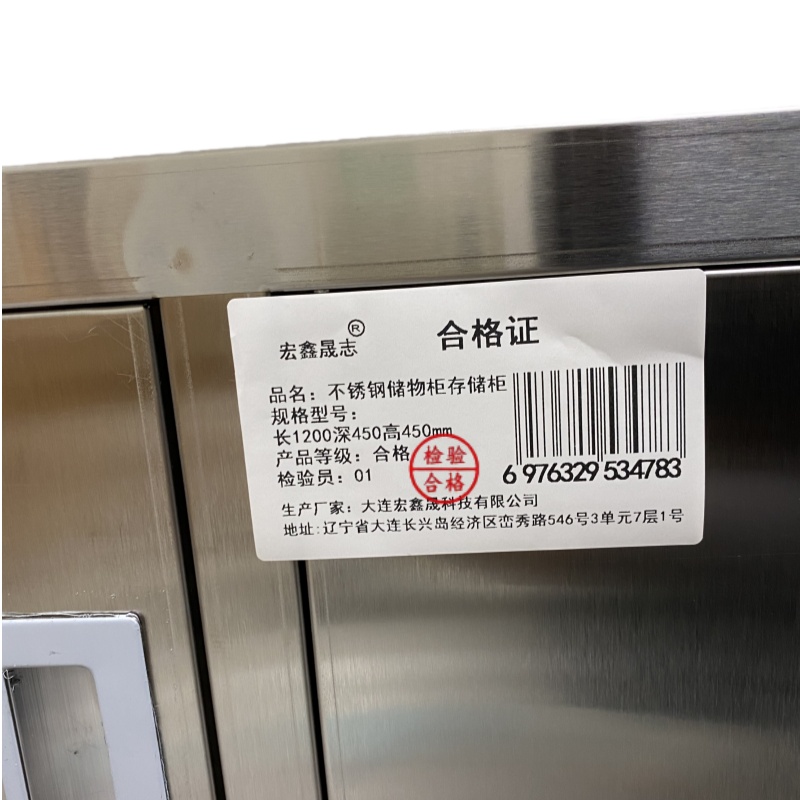 宏鑫晟志®
合格证
品名：不锈钢储物柜存储柜
规格型号：
长1200深450高450mm
产品等级：合格
检验员：01
检验
合格
6 976329 534783
生产厂家：大连宏鑫晟科技有限公司
地址:辽宁省大连长兴岛经济区峦秀路546号3单元7层1号